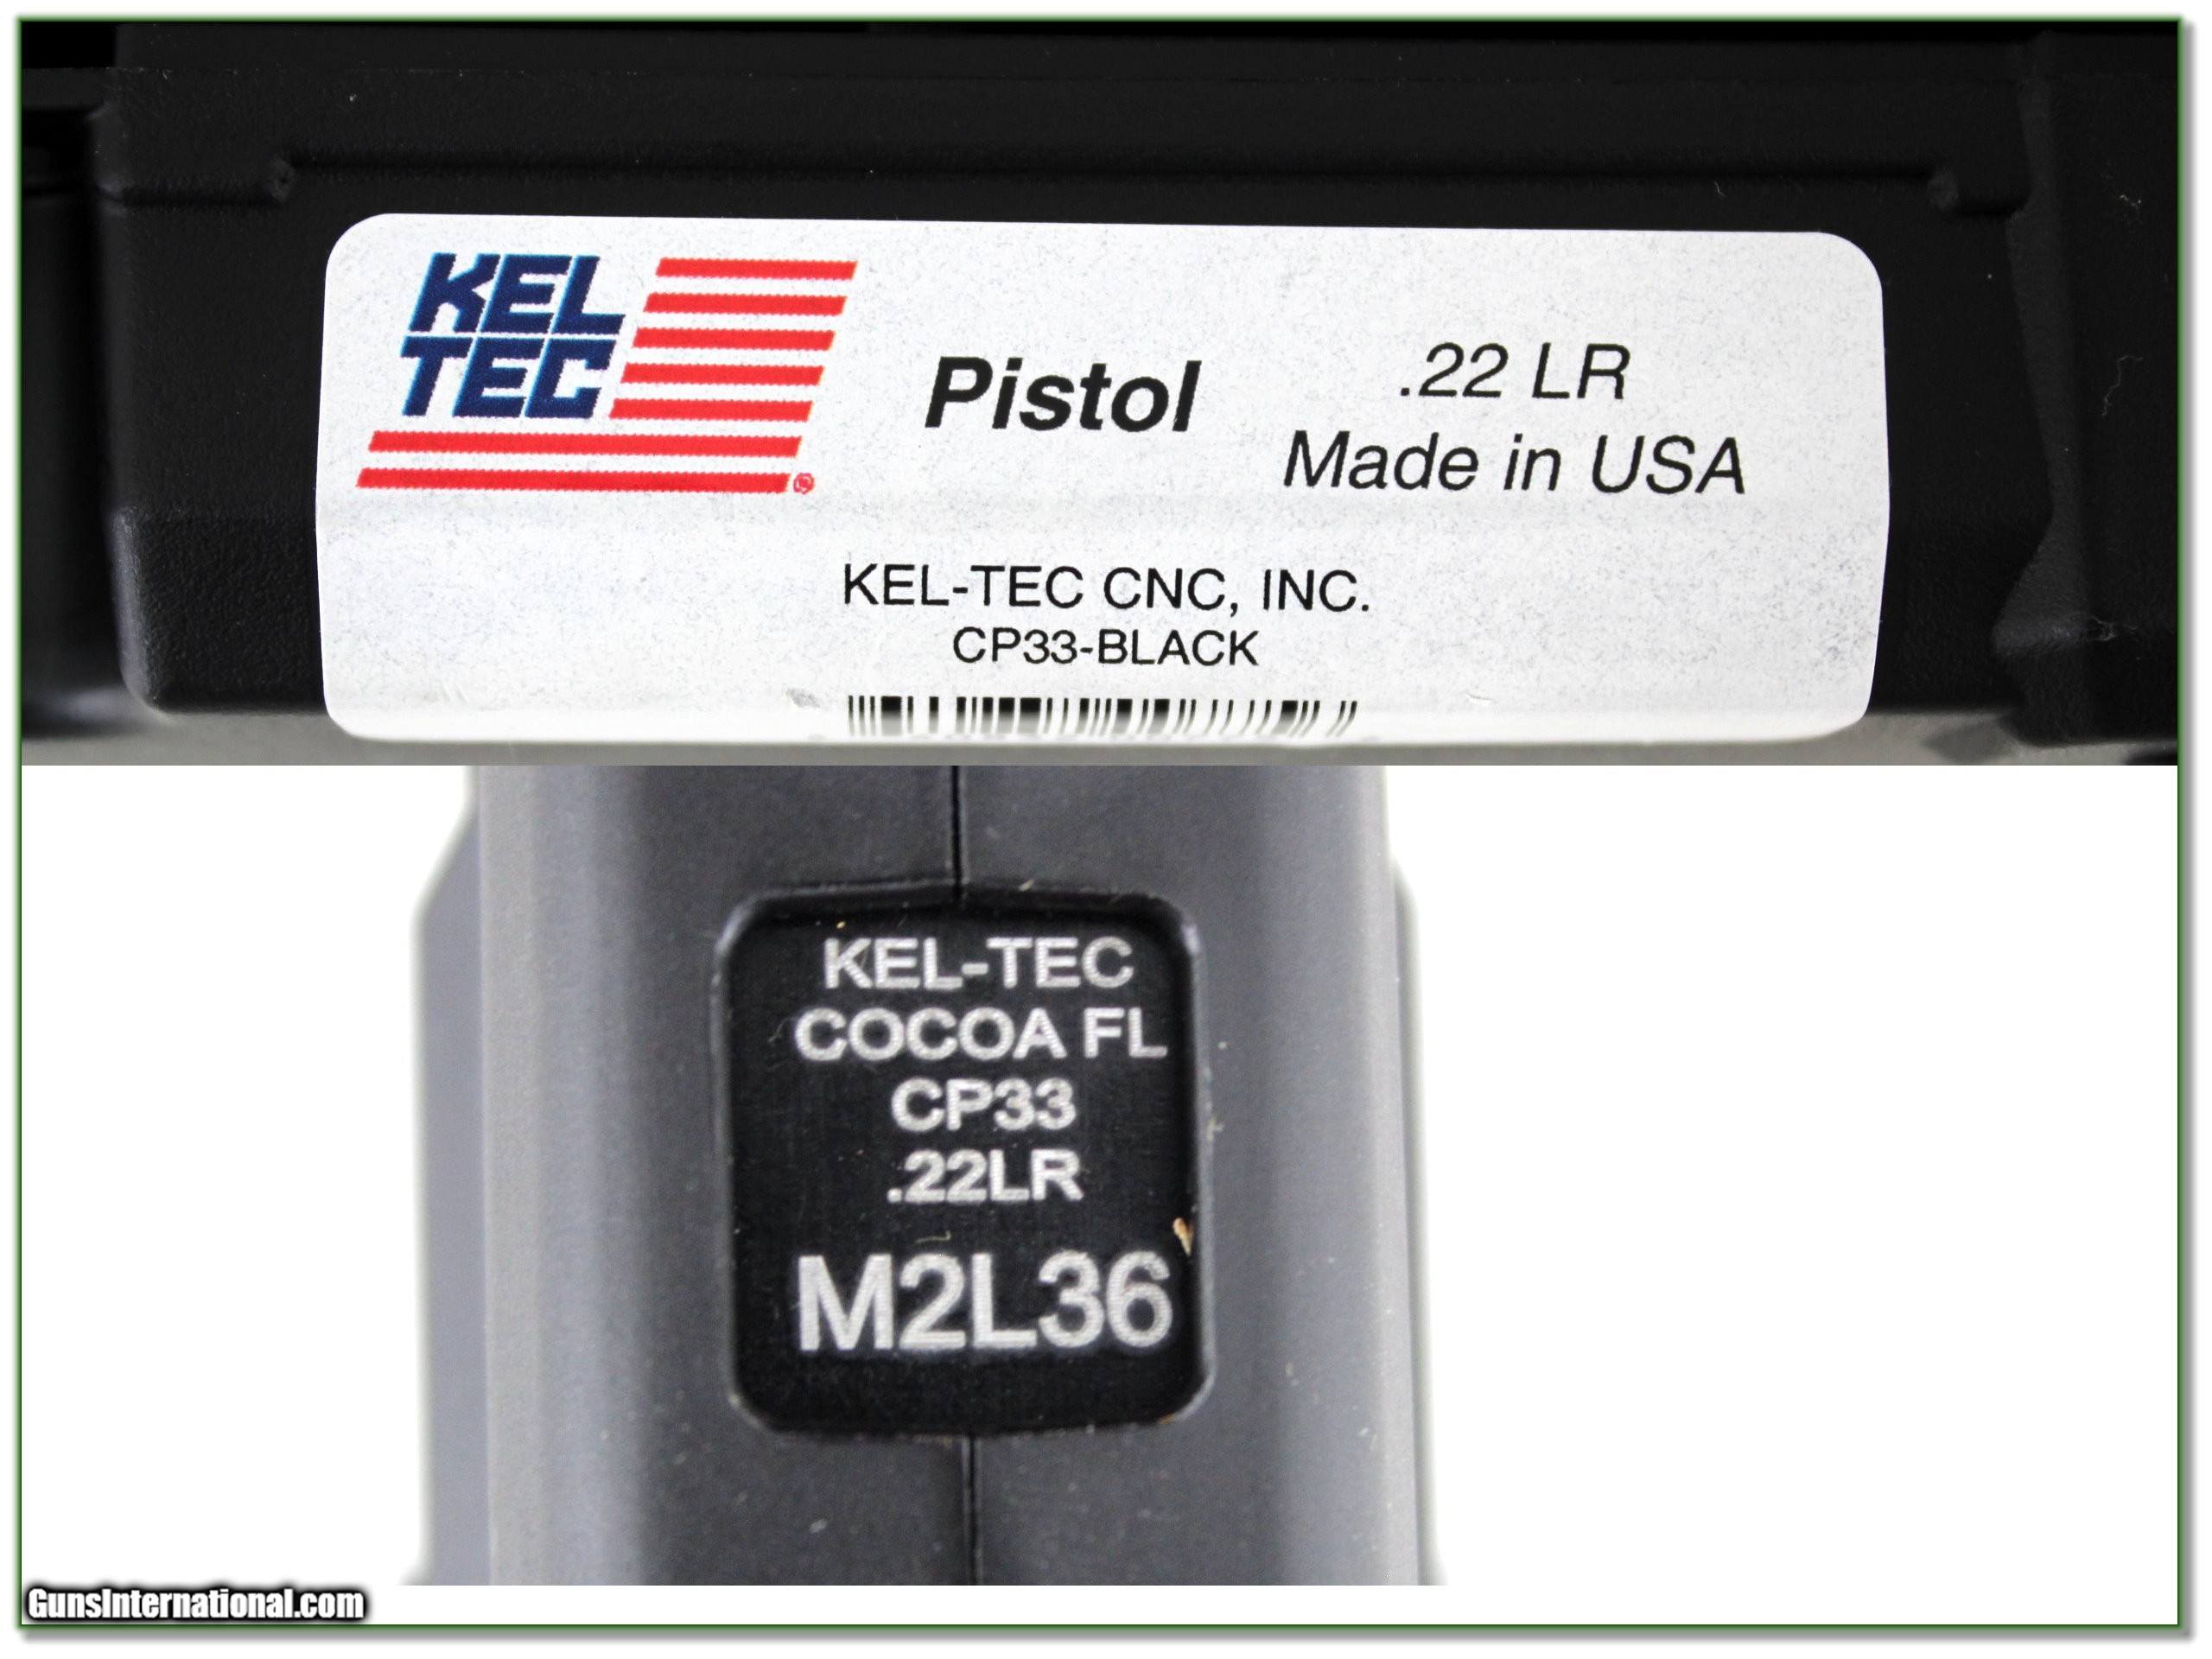 KEL
TEC
Pistol
.22 LR
Made in USA
KEL-TEC CNC, INC.
CP33-BLACK
KEL-TEC
COCOA FL
CP33
.22LR
M2L36
GunsInternational.com